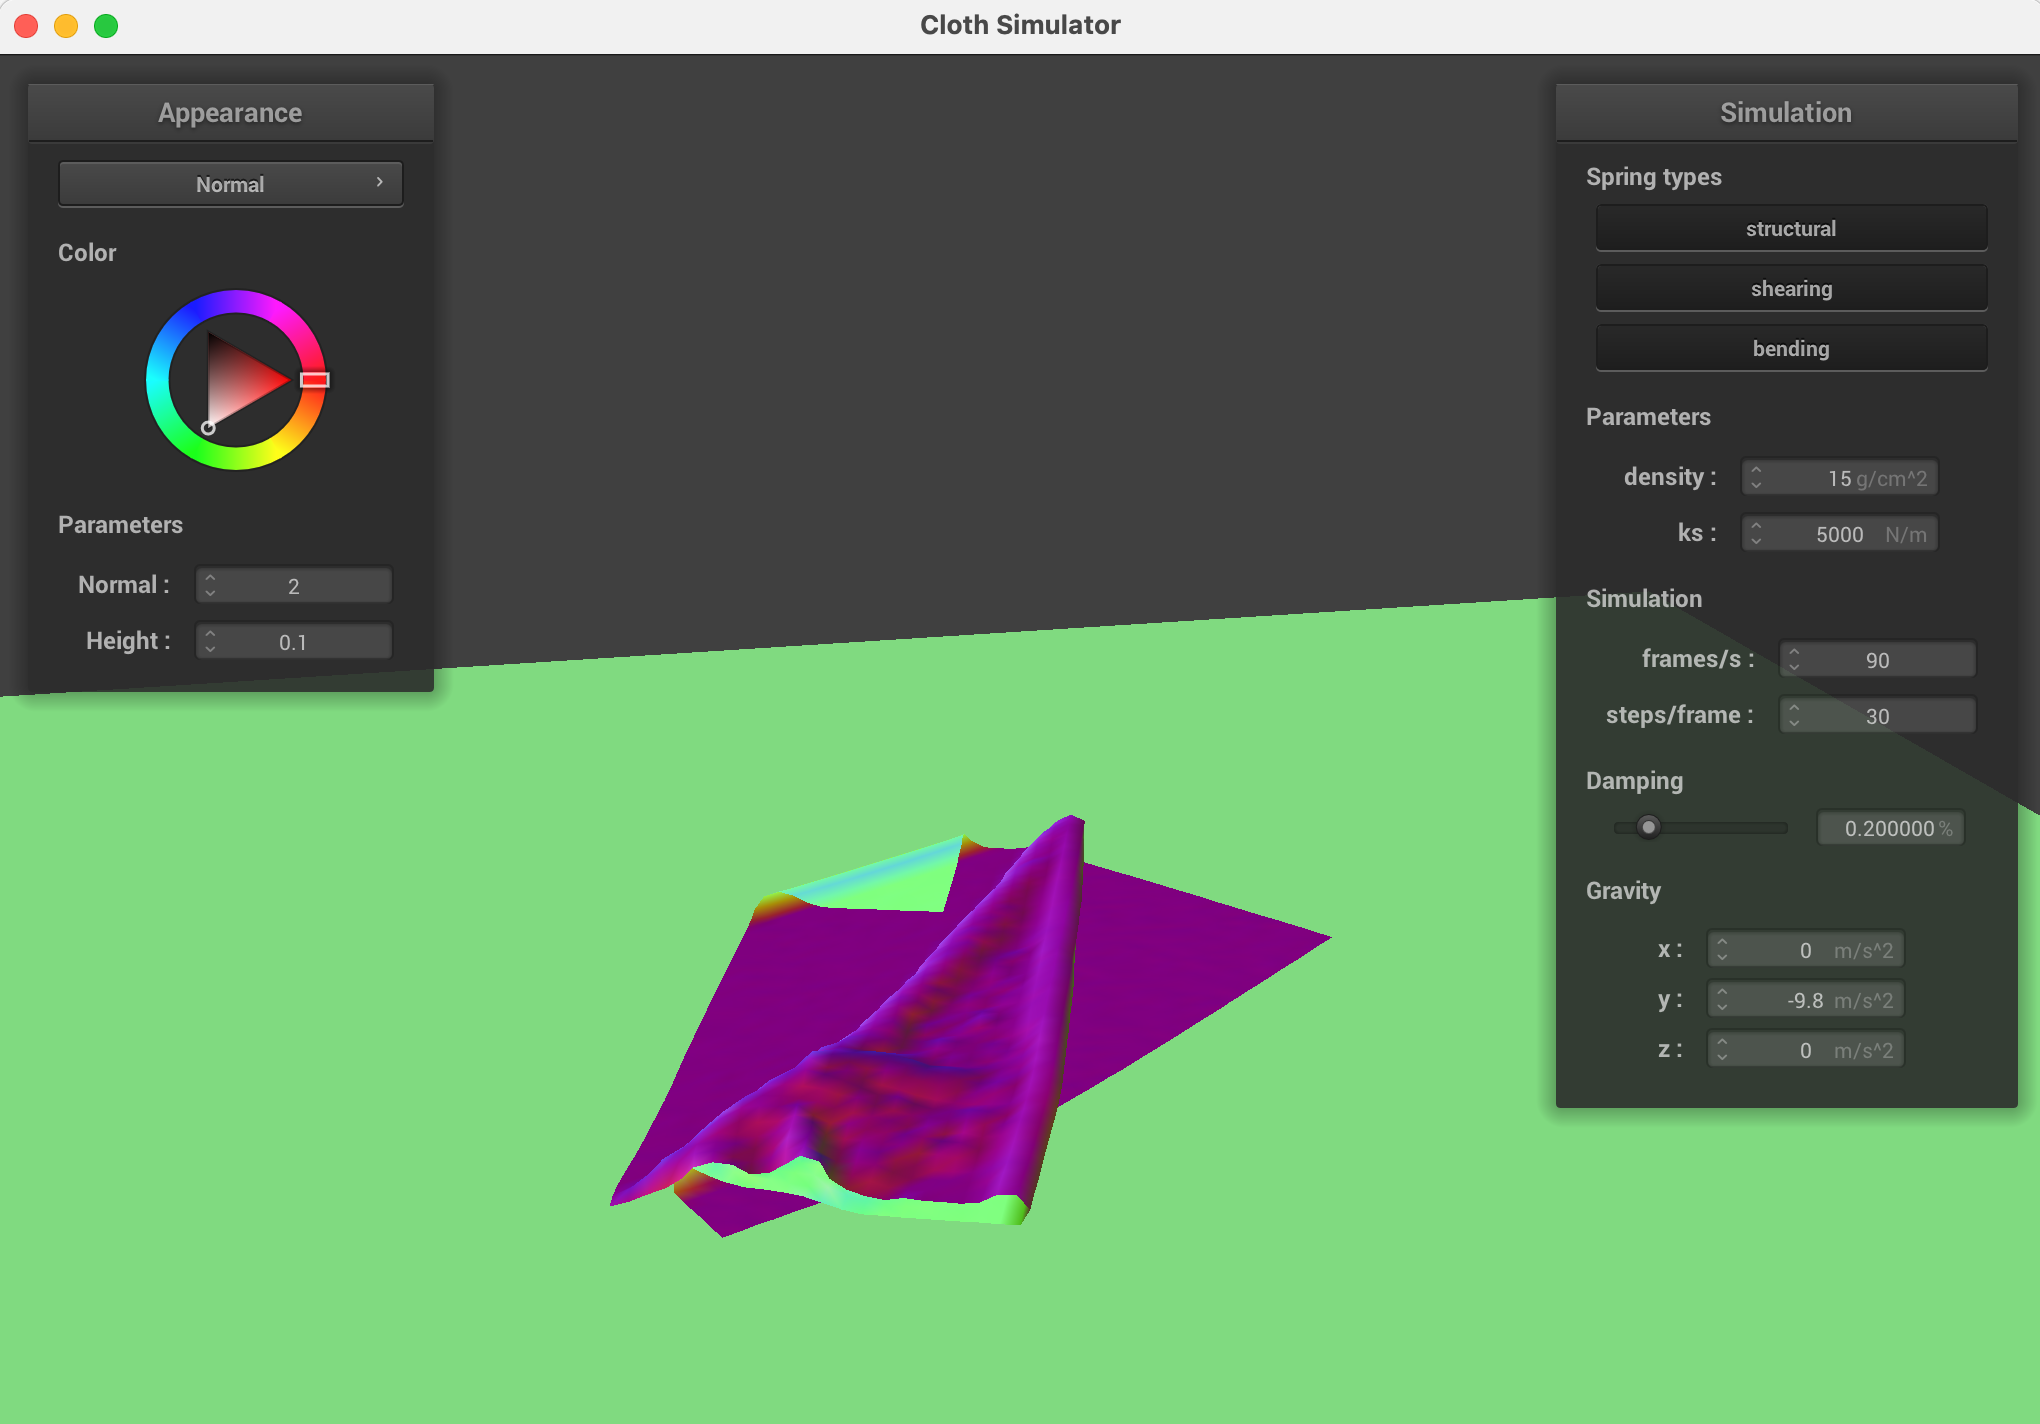 Cloth Simulator
Appearance
Normal
Color
Parameters
Normal : 2
Height : 0.1
Simulation
Spring types
structural
shearing
bending
Parameters
density : 15 g/cm^2
ks : 5000 N/m
Simulation
frames/s : 90
steps/frame : 30
Damping
0.200000 %
Gravity
x : 0 m/s^2
y : -9.8 m/s^2
z : 0 m/s^2